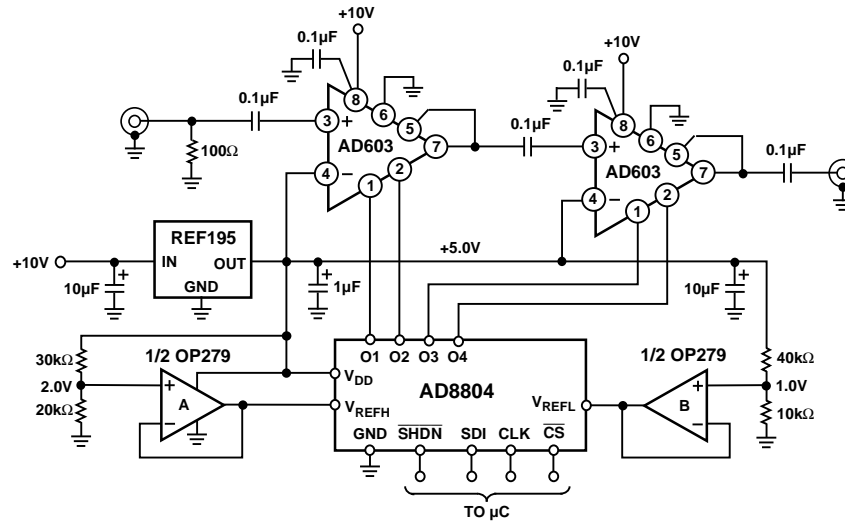 +10V
0.1µF
8
6
5
0.1µF
3
+
AD603
7
100Ω
4
−
2
1
+10V
0.1µF
8
6
5
0.1µF
3
+
AD603
7
0.1µF
4
−
2
1
REF195
+10V
IN OUT
GND
+5.0V
10µF
+
1µF
+
10µF
+
30kΩ
1/2 OP279
2.0V
20kΩ
+
A
−
O1 O2 O3 O4
VDD
AD8804
VREFH
VREFL
GND SHDN SDI CLK CS
1/2 OP279
40kΩ
1.0V
10kΩ
+
B
−
TO µC